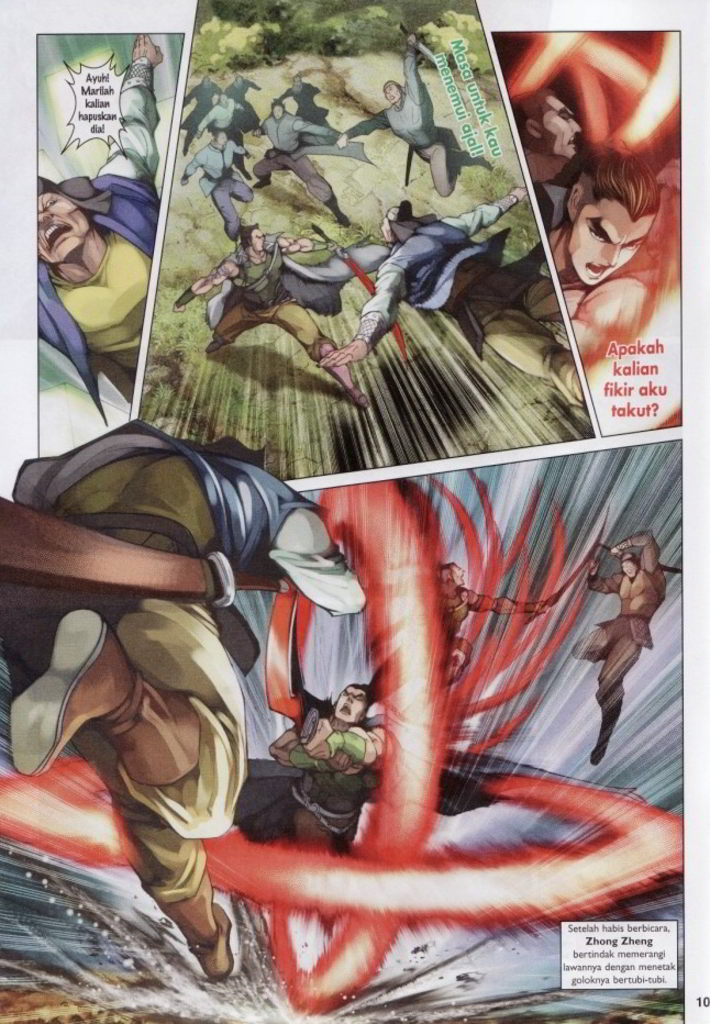 Ayuh!
Marilah
kalian
hapuskan
dia!
Masa untuk kau
menemui ajal!
Apakah
kalian
fikir aku
takut?
Setelah habis berbicara,
Zhong Zheng
bertindak memerangi
lawannya dengan menetak
goloknya bertubi-tubi.
10